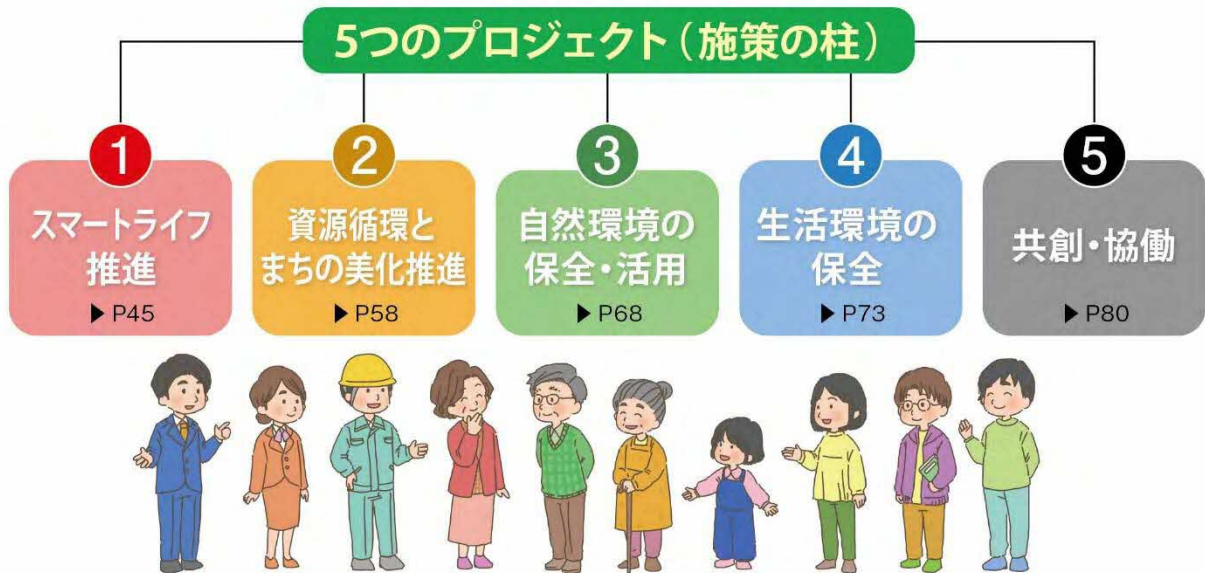 5つのプロジェクト（施策の柱）
1
スマートライフ
推進
▶ P45
2
資源循環と
まちの美化推進
▶ P58
3
自然環境の
保全・活用
▶ P68
4
生活環境の
保全
▶ P73
5
共創・協働
▶ P80